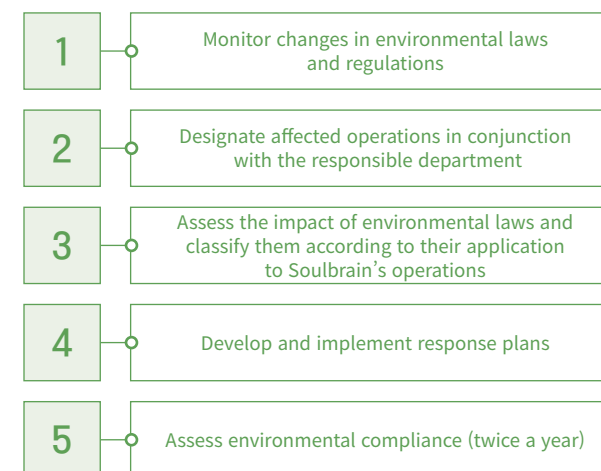 1
Monitor changes in environmental laws
and regulations
2
Designate affected operations in conjunction
with the responsible department
3
Assess the impact of environmental laws and
classify them according to their application
to Soulbrain’s operations
4
Develop and implement response plans
5
Assess environmental compliance (twice a year)